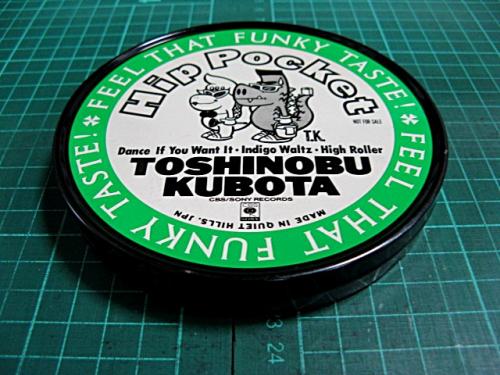 FEEL THAT FUNKY TASTE!
FEEL THAT FUNKY TASTE!
Hip Pocket
NOT FOR SALE
T.K.
Dance If You Want It · Indigo Waltz · High Roller
TOSHINOBU
KUBOTA
CBS/SONY RECORDS
MADE IN QUIET HILLS, JPN
24